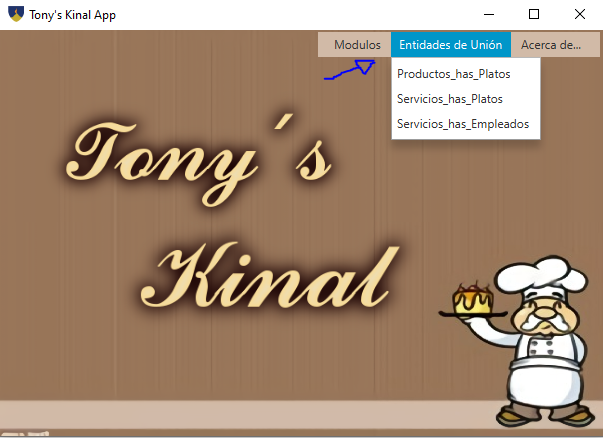 Tony's Kinal App
Modulos Entidades de Unión Acerca de...
Productos_has_Platos
Servicios_has_Platos
Servicios_has_Empleados
Tony´s
Kinal